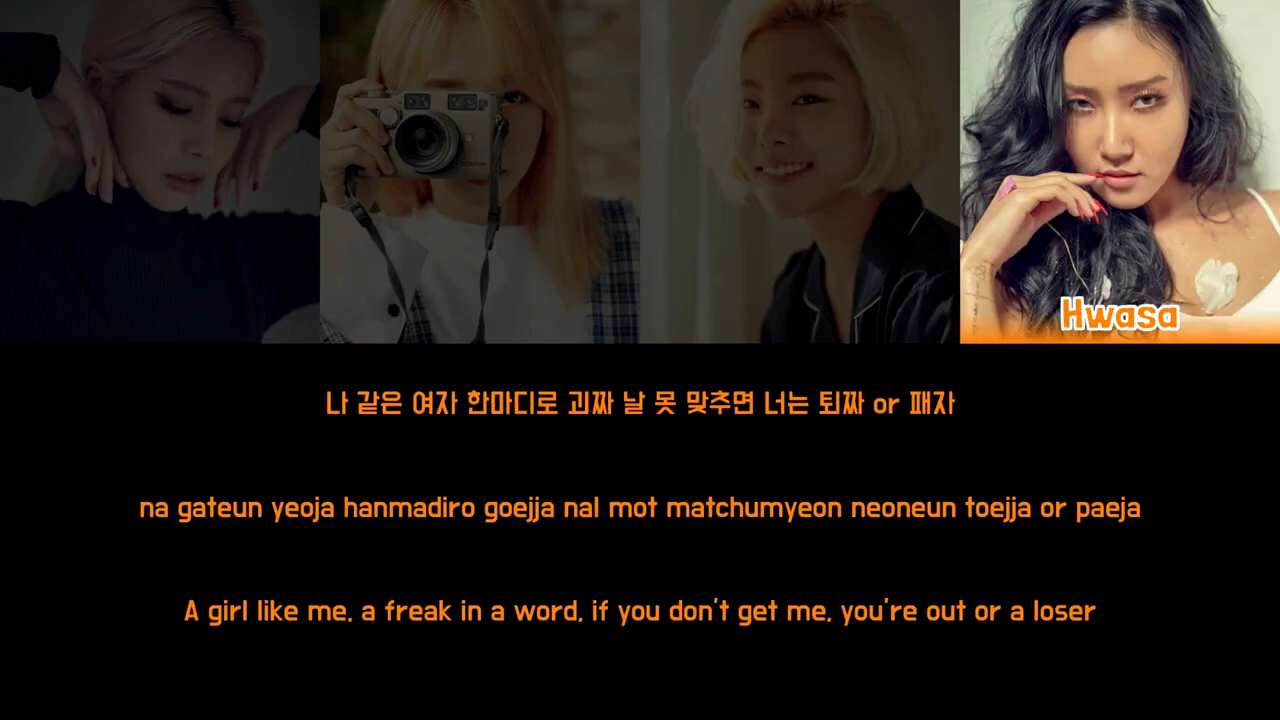 Hwasa
나 같은 여자 한마디로 괴짜 날 못 맞추면 너는 퇴짜 or 패자
na gateun yeoja hanmadiro goejja nal mot matchumyeon neoneun toejja or paeja
A girl like me, a freak in a word, if you don't get me, you're out or a loser